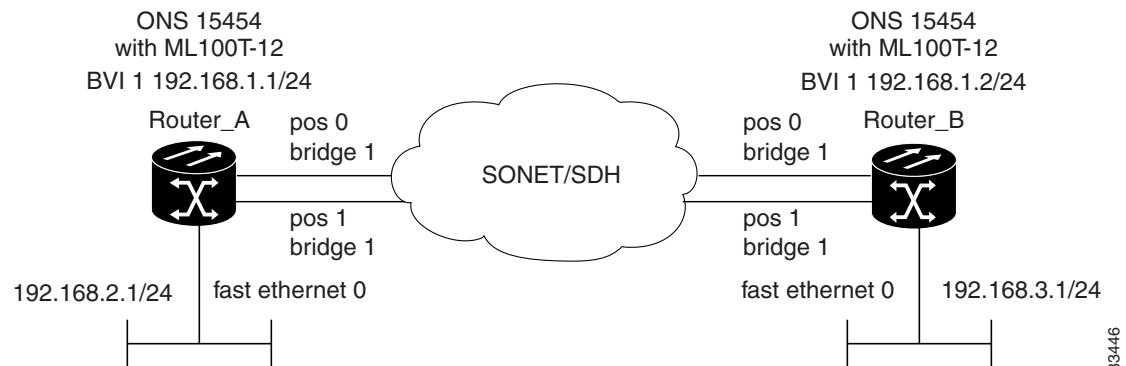 ONS 15454
with ML100T-12
BVI 1 192.168.1.1/24
Router_A
pos 0
bridge 1
pos 1
bridge 1
192.168.2.1/24
fast ethernet 0
SONET/SDH
ONS 15454
with ML100T-12
BVI 1 192.168.1.2/24
pos 0
bridge 1
Router_B
pos 1
bridge 1
fast ethernet 0
192.168.3.1/24